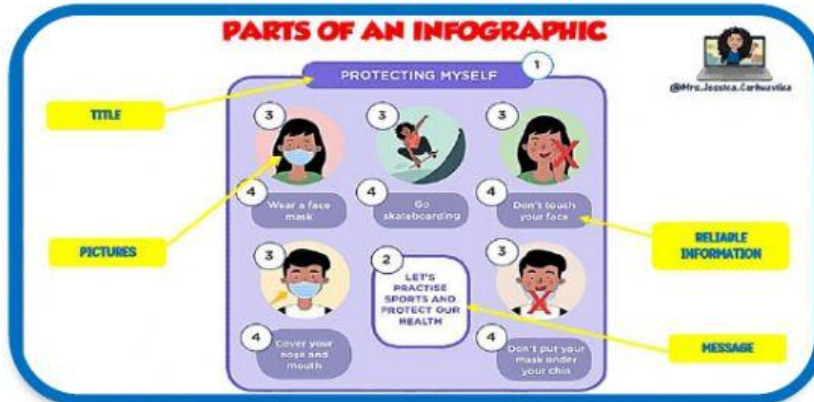 PARTS OF AN INFOGRAPHIC
PROTECTING MYSELF
1
@Mrs.Jessica.Carhuavilca
TITLE
3
3
3
4
Wear a face
mask
4
Go
skateboarding
4
Don't touch
your face
PICTURES
RELIABLE
INFORMATION
3
2
LET'S
PRACTISE
SPORTS AND
PROTECT OUR
HEALTH
3
4
Cover your
nose and
mouth
4
Don't put your
mask under
your chin
MESSAGE